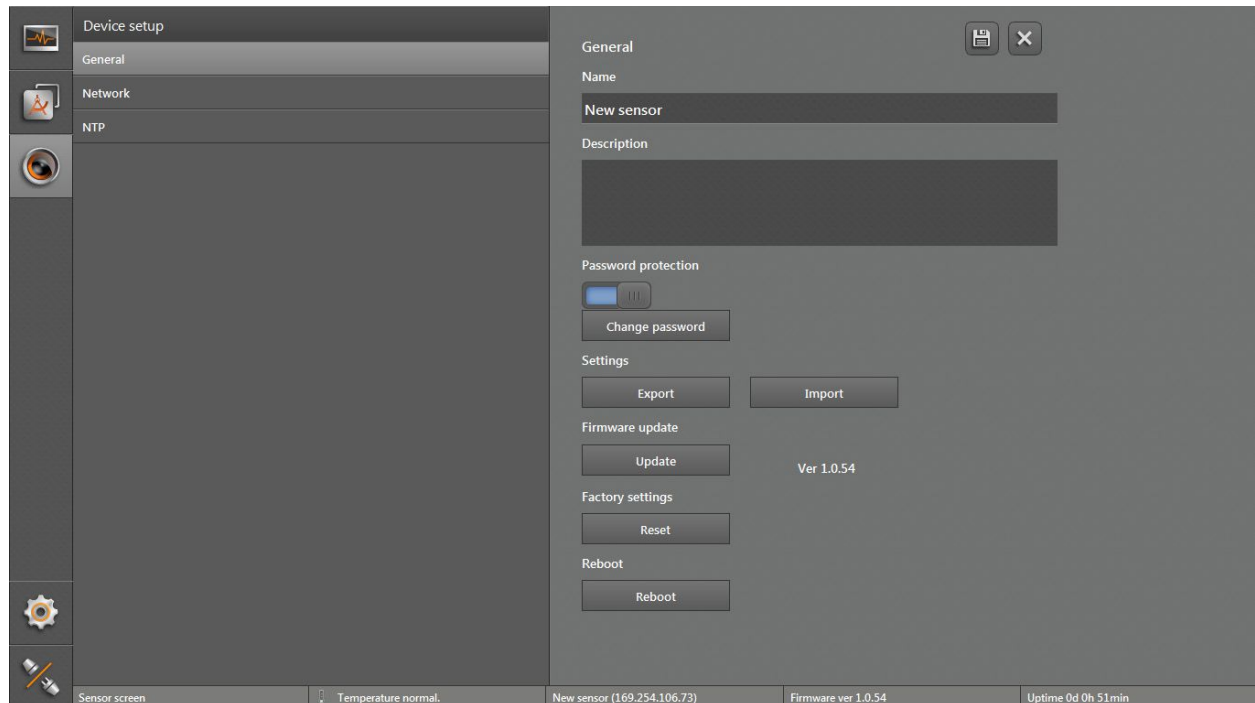 Device setup
General
Network
NTP
General
Name
New sensor
Description
Password protection
Change password
Settings
Export Import
Firmware update
Update Ver 1.0.54
Factory settings
Reset
Reboot
Reboot
Sensor screen Temperature normal. New sensor (169.254.106.73) Firmware ver 1.0.54 Uptime 0d 0h 51min